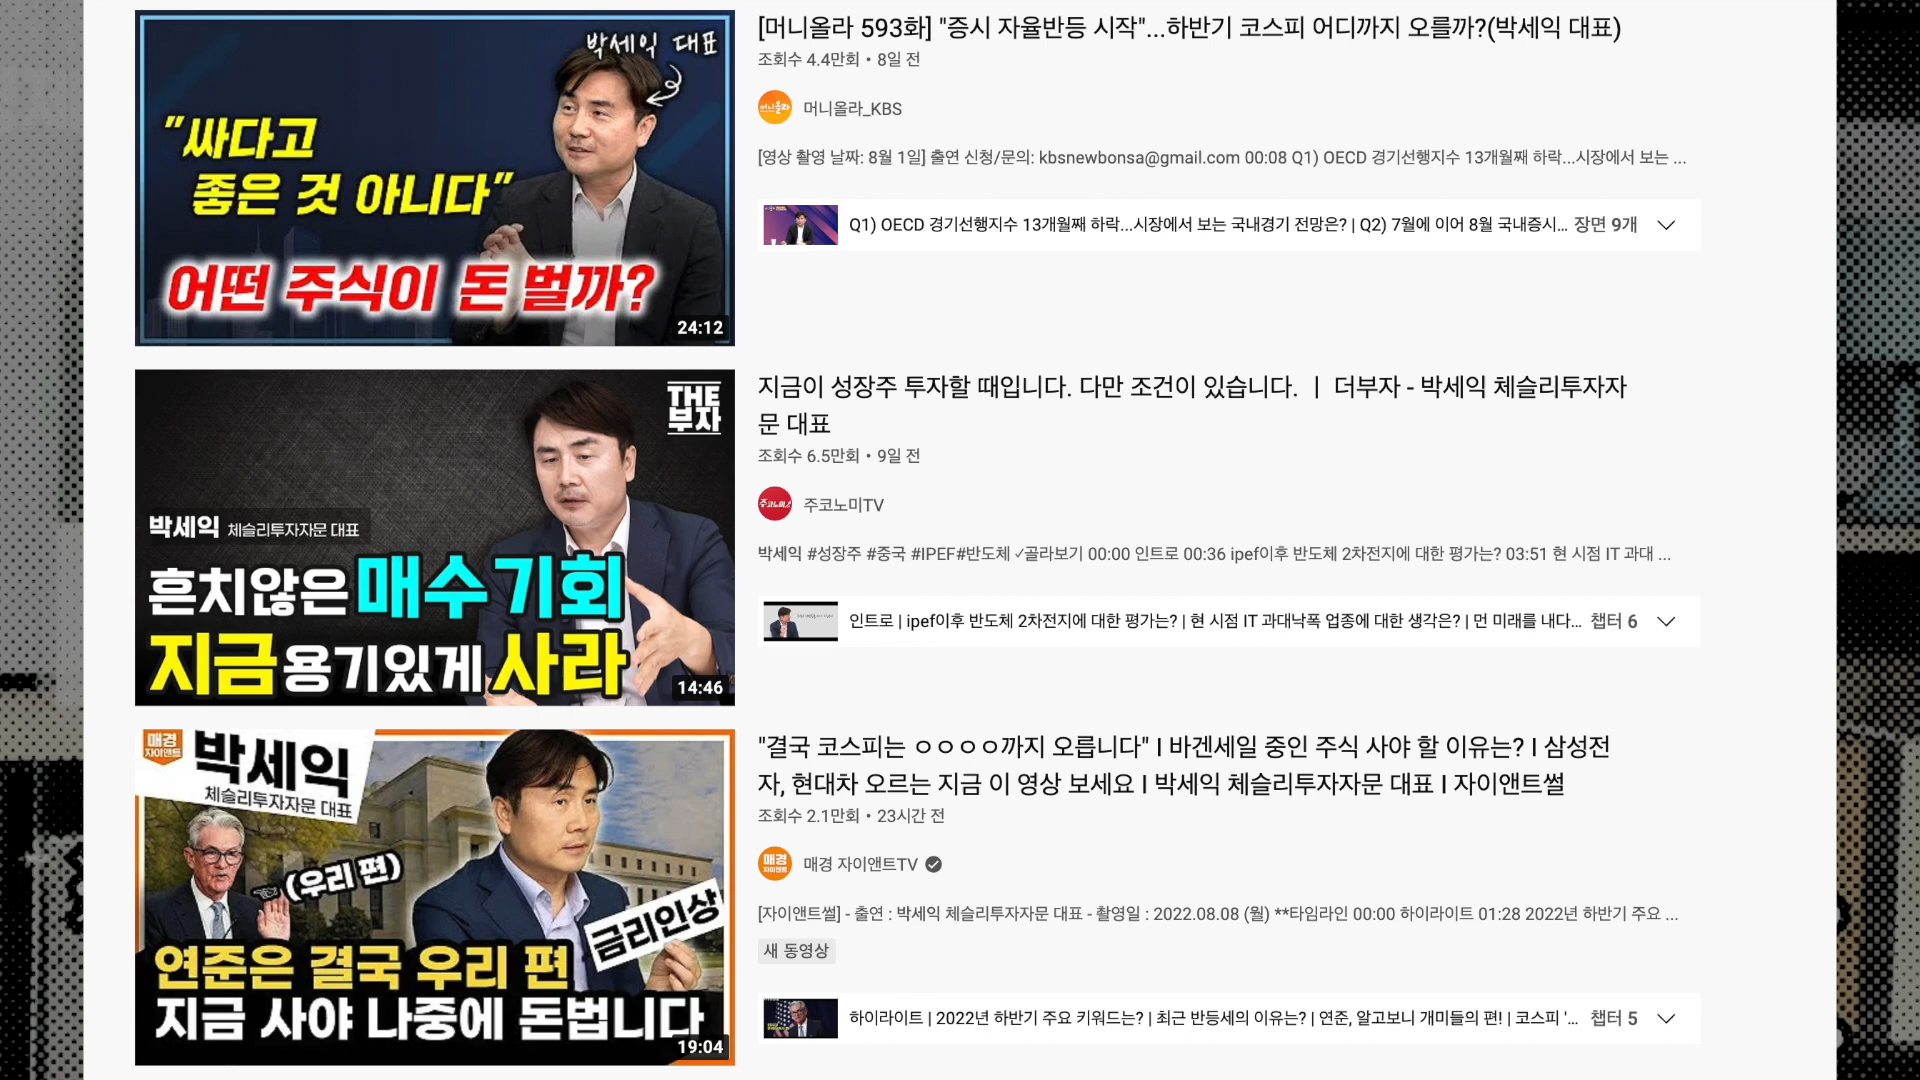 박세익 대표
"싸다고
좋은 것 아니다"
어떤 주식이 돈 벌까?
24:12
[머니올라 593화] "증시 자율반등 시작"...하반기 코스피 어디까지 오를까?(박세익 대표)
조회수 4.4만회 • 8일 전
머니올라
머니올라_KBS
[영상 촬영 날짜: 8월 1일] 출연 신청/문의: kbsnewbonsa@gmail.com 00:08 Q1) OECD 경기선행지수 13개월째 하락...시장에서 보는 ...
Q1) OECD 경기선행지수 13개월째 하락...시장에서 보는 국내경기 전망은? | Q2) 7월에 이어 8월 국내증시... 장면 9개
THE
부자
박세익 체슬리투자자문 대표
흔치않은 매수기회
지금 용기있게 사라
14:46
지금이 성장주 투자할 때입니다. 다만 조건이 있습니다. ㅣ 더부자 - 박세익 체슬리투자자
문 대표
조회수 6.5만회 • 9일 전
주코노미TV
박세익 #성장주 #중국 #IPEF#반도체 ✓골라보기 00:00 인트로 00:36 ipef이후 반도체 2차전지에 대한 평가는? 03:51 현 시점 IT 과대 ...
인트로 | ipef이후 반도체 2차전지에 대한 평가는? | 현 시점 IT 과대낙폭 업종에 대한 생각은? | 먼 미래를 내다... 챕터 6
매경
자이앤트
박세익
체슬리투자자문 대표
(우리 편)
금리인상
연준은 결국 우리 편
지금 사야 나중에 돈법니다
19:04
"결국 코스피는 ㅇㅇㅇㅇ까지 오릅니다" I 바겐세일 중인 주식 사야 할 이유는? I 삼성전
자, 현대차 오르는 지금 이 영상 보세요 I 박세익 체슬리투자자문 대표 I 자이앤트썰
조회수 2.1만회 • 23시간 전
매경
자이앤트
매경 자이앤트TV
[자이앤트썰] - 출연 : 박세익 체슬리투자자문 대표 - 촬영일 : 2022.08.08 (월) **타임라인 00:00 하이라이트 01:28 2022년 하반기 주요 ...
새 동영상
하이라이트 | 2022년 하반기 주요 키워드는? | 최근 반등세의 이유는? | 연준, 알고보니 개미들의 편! | 코스피 '... 챕터 5